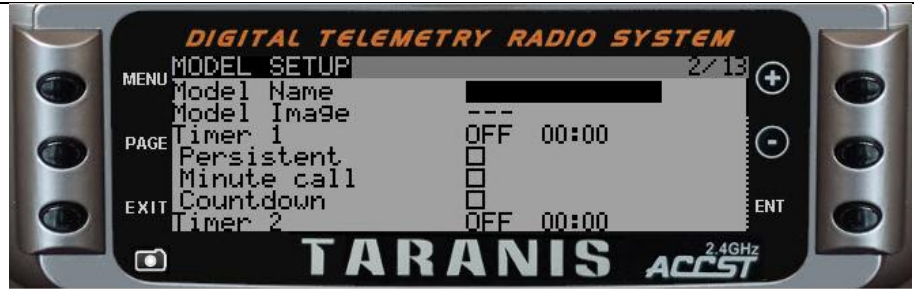 DIGITAL TELEMETRY RADIO SYSTEM
MODEL SETUP 2/13
MENU
Model Name
Model Image ---
PAGE
Timer 1 OFF 00:00
Persistent
Minute call
EXIT
Countdown
ENT
Timer 2 OFF 00:00
TARANIS
2.4GHz
ACCST